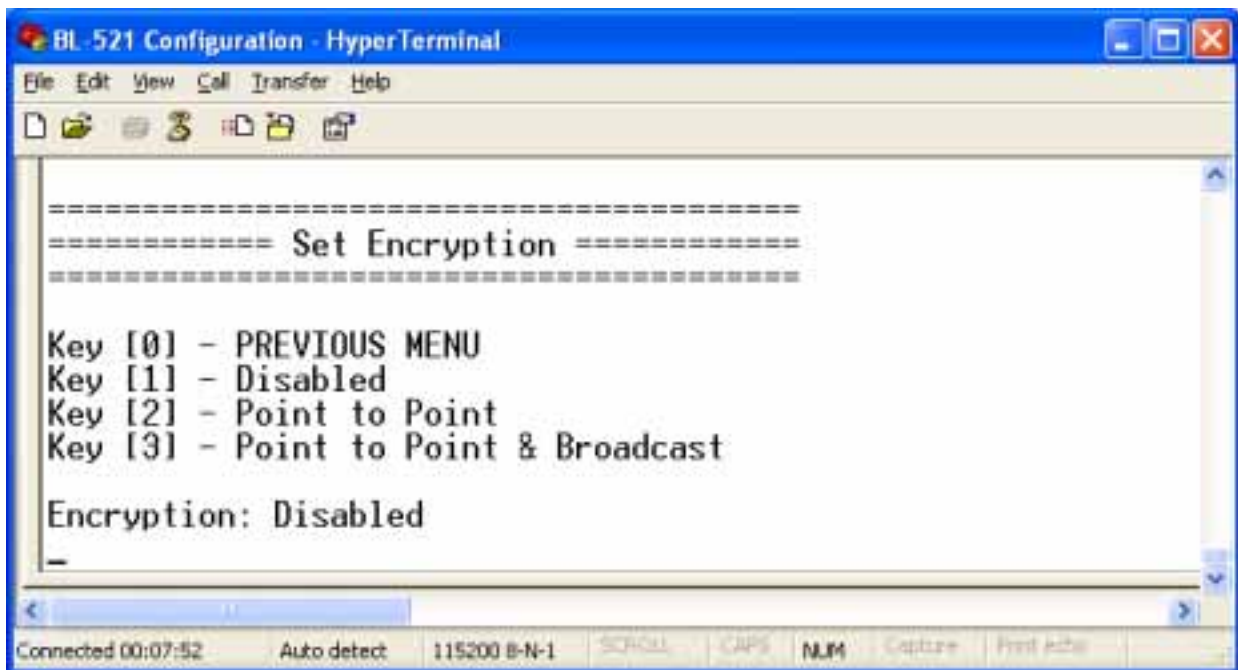 BL-521 Configuration - HyperTerminal
File Edit View Call Transfer Help
========================================
============ Set Encryption ============
========================================
Key [0] - PREVIOUS MENU
Key [1] - Disabled
Key [2] - Point to Point
Key [3] - Point to Point & Broadcast
Encryption: Disabled
_
Connected 00:07:52 Auto detect 115200 8-N-1 SCROLL CAPS NUM Capture Print echo